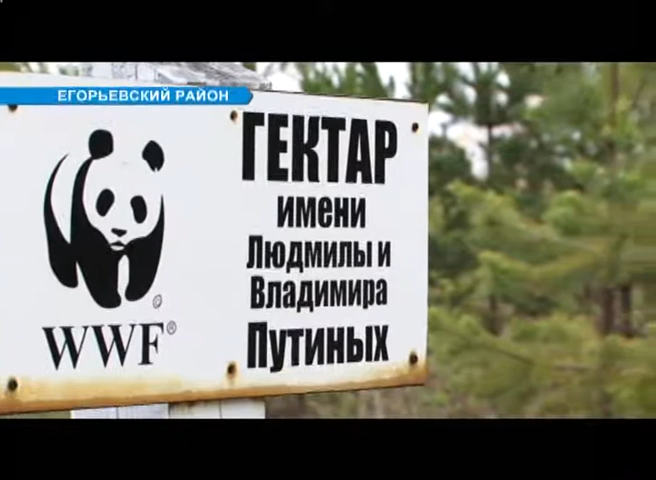 ЕГОРЬЕВСКИЙ РАЙОН
ГЕКТАР
имени
Людмилы и
Владимира
Путиных
WWF®